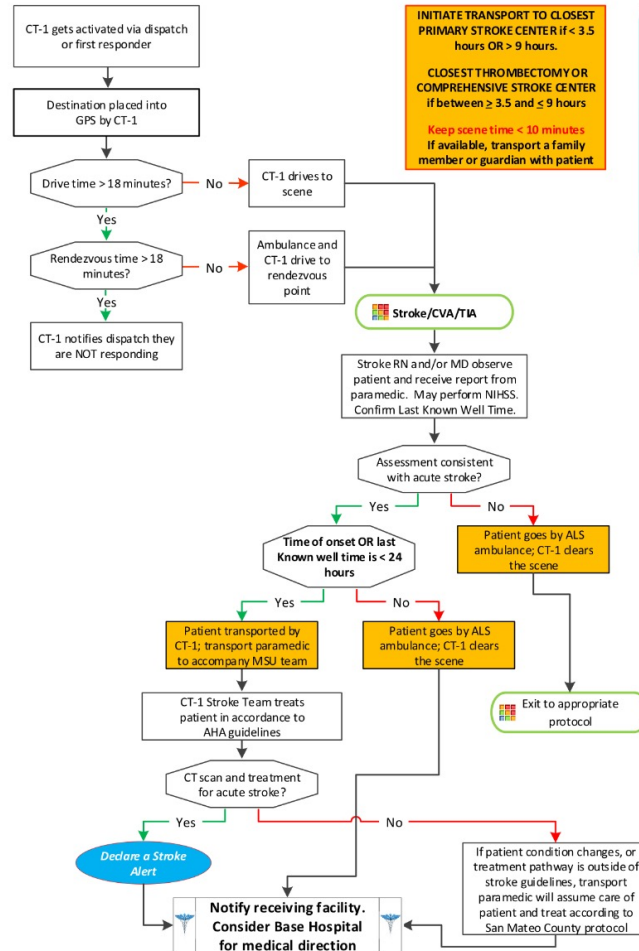 CT-1 gets activated via dispatch
or first responder
INITIATE TRANSPORT TO CLOSEST
PRIMARY STROKE CENTER if < 3.5
hours OR > 9 hours.
CLOSEST THROMBECTOMY OR
COMPREHENSIVE STROKE CENTER
if between ≥ 3.5 and ≤ 9 hours
Keep scene time < 10 minutes
If available, transport a family
member or guardian with patient
Destination placed into
GPS by CT-1
Drive time > 18 minutes?
No
CT-1 drives to
scene
Yes
Rendezvous time > 18
minutes?
No
Ambulance and
CT-1 drive to
rendezvous
point
Yes
CT-1 notifies dispatch they
are NOT responding
Stroke/CVA/TIA
Stroke RN and/or MD observe
patient and receive report from
paramedic. May perform NIHSS.
Confirm Last Known Well Time.
Assessment consistent
with acute stroke?
Yes
No
Time of onset OR last
Known well time is < 24
hours
Patient goes by ALS
ambulance; CT-1 clears
the scene
Yes
No
Patient transported by
CT-1; transport paramedic
to accompany MSU team
Patient goes by ALS
ambulance; CT-1 clears
the scene
CT-1 Stroke Team treats
patient in accordance to
AHA guidelines
Exit to appropriate
protocol
CT scan and treatment
for acute stroke?
Yes
No
Declare a Stroke
Alert
If patient condition changes, or
treatment pathway is outside of
stroke guidelines, transport
paramedic will assume care of
patient and treat according to
San Mateo County protocol
Notify receiving facility.
Consider Base Hospital
for medical direction